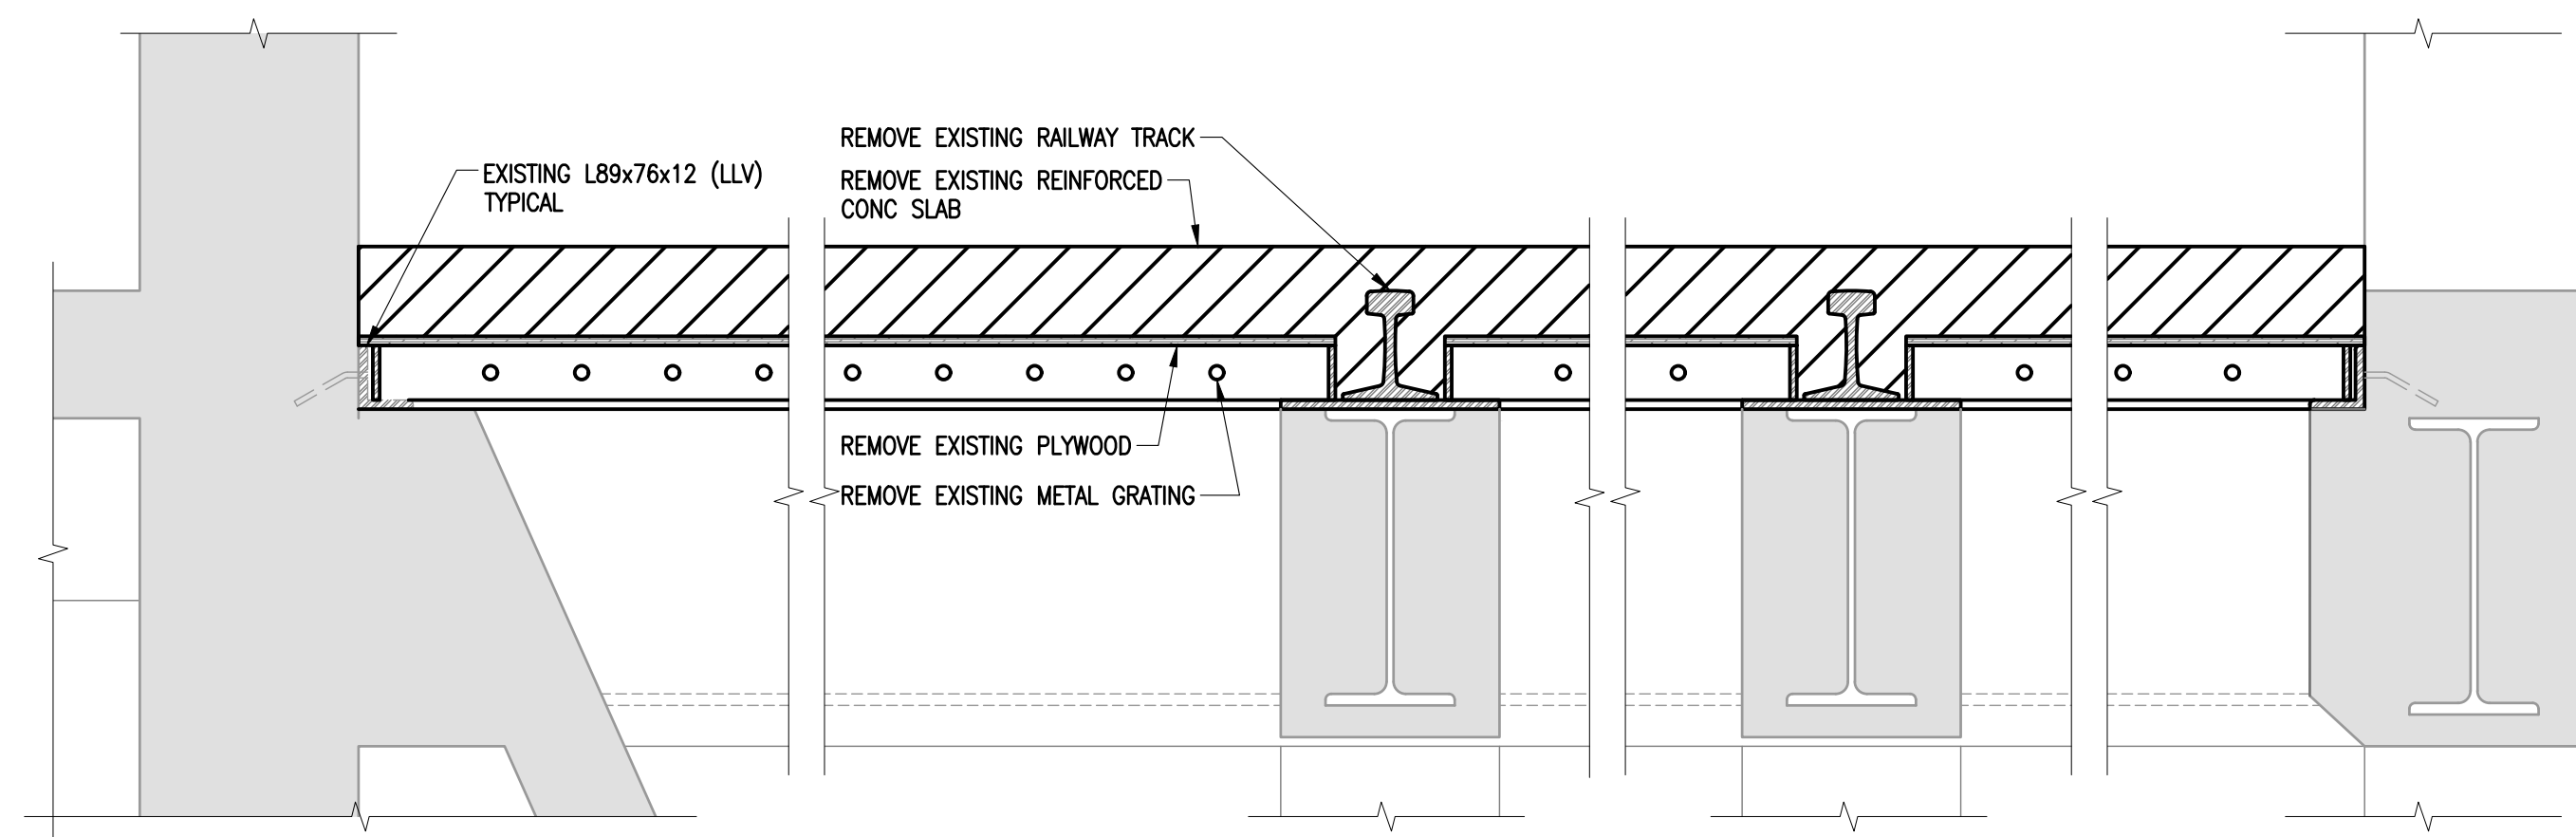 REMOVE EXISTING RAILWAY TRACK
EXISTING L89x76x12 (LLV)
TYPICAL
REMOVE EXISTING REINFORCED
CONC SLAB
REMOVE EXISTING PLYWOOD
REMOVE EXISTING METAL GRATING